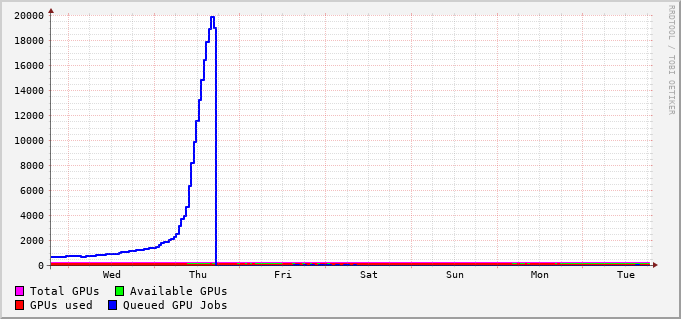 20000
18000
16000
14000
12000
10000
8000
6000
4000
2000
0
Wed Thu Fri Sat Sun Mon Tue
Total GPUs Available GPUs
GPUs used Queued GPU Jobs
RRDTOOL / TOBI OETIKER